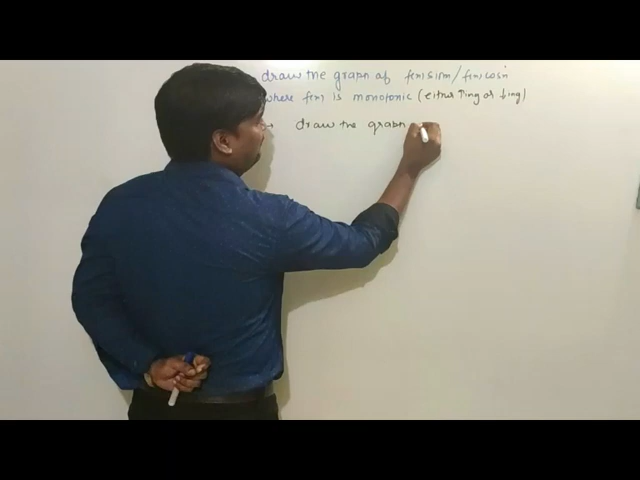 draw the graph of f(x) sinx / f(x) cosx
where f(x) is monotonic (either ↑ing or ↓ing)
draw the graph